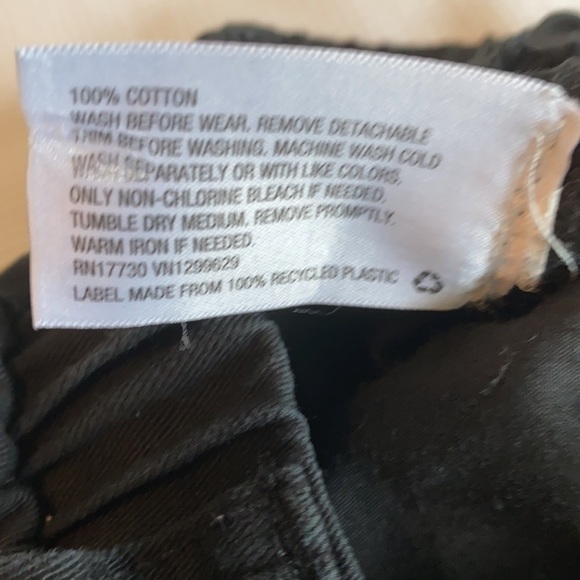 100% COTTON
WASH BEFORE WEAR. REMOVE DETACHABLE
TRIM BEFORE WASHING. MACHINE WASH COLD
WASH SEPARATELY OR WITH LIKE COLORS.
ONLY NON-CHLORINE BLEACH IF NEEDED.
TUMBLE DRY MEDIUM. REMOVE PROMPTLY.
WARM IRON IF NEEDED.
RN17730 VN1299629
LABEL MADE FROM 100% RECYCLED PLASTIC